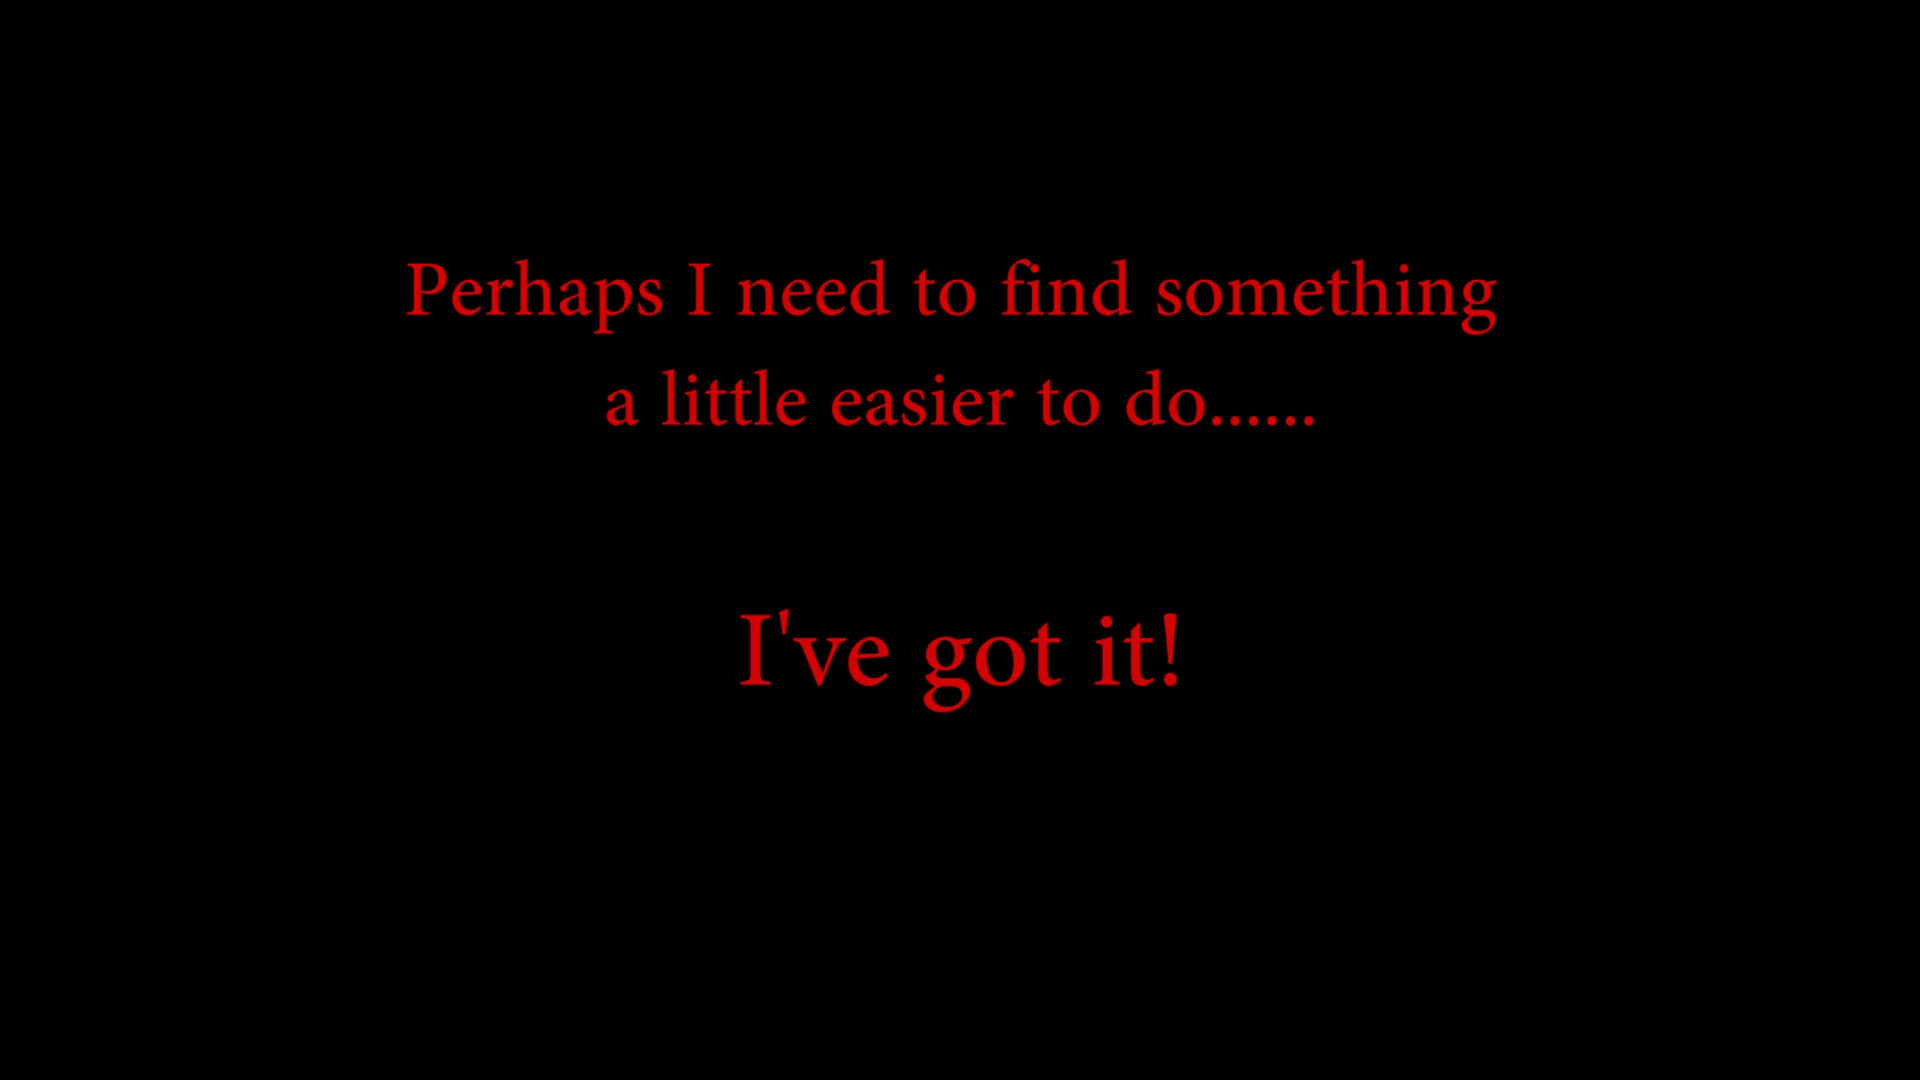 Perhaps I need to find something
a little easier to do......
I've got it!